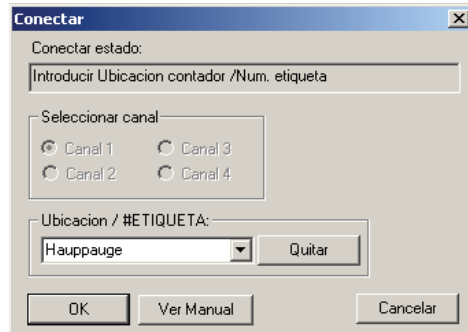 Conectar
Conectar estado:
Introducir Ubicacion contador /Num. etiqueta
Seleccionar canal
Canal 1 Canal 3
Canal 2 Canal 4
Ubicacion / #ETIQUETA:
Hauppauge Quitar
OK Ver Manual Cancelar